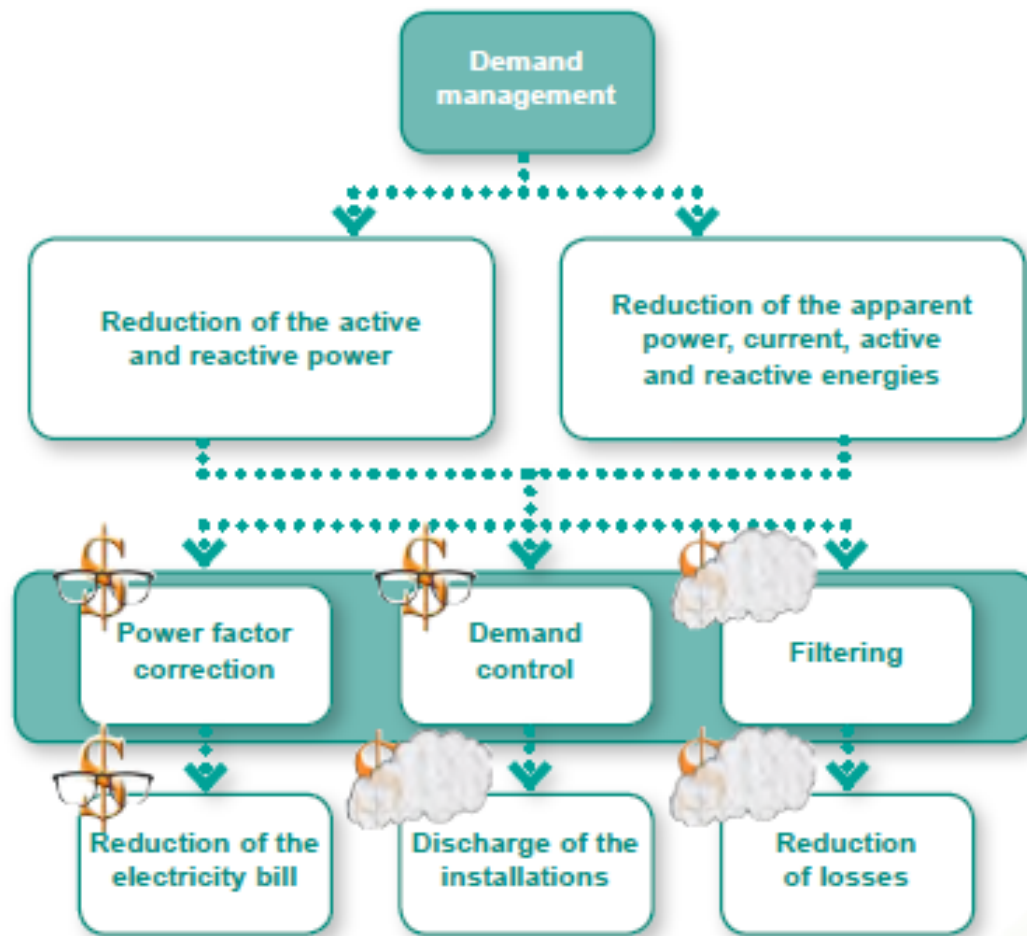 Demand
management
Reduction of the active
and reactive power
Reduction of the apparent
power, current, active
and reactive energies
$
$
$
Power factor
correction
Demand
control
Filtering
$
$
$
Reduction of the
electricity bill
Discharge of the
installations
Reduction
of losses